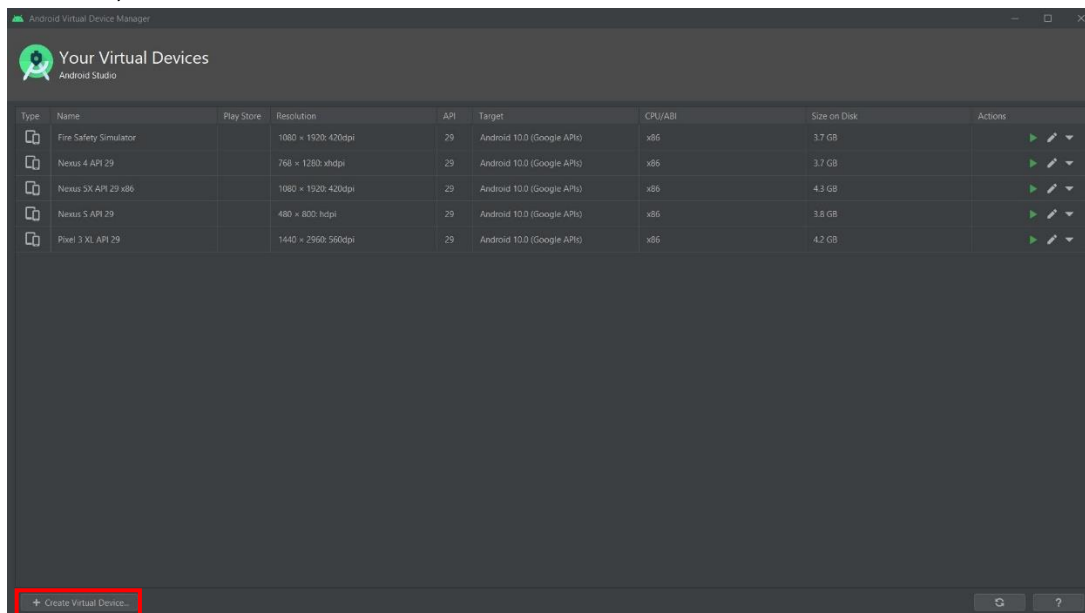 Android Virtual Device Manager
Your Virtual Devices
Android Studio
Type Name Play Store Resolution API Target CPU/ABI Size on Disk Actions
Fire Safety Simulator 1080 × 1920: 420dpi 29 Android 10.0 (Google APIs) x86 3.7 GB
Nexus 4 API 29 768 × 1280: xhdpi 29 Android 10.0 (Google APIs) x86 3.7 GB
Nexus 5X API 29 x86 1080 × 1920: 420dpi 29 Android 10.0 (Google APIs) x86 4.3 GB
Nexus S API 29 480 × 800: hdpi 29 Android 10.0 (Google APIs) x86 3.8 GB
Pixel 3 XL API 29 1440 × 2960: 560dpi 29 Android 10.0 (Google APIs) x86 4.2 GB
+ Create Virtual Device... ?